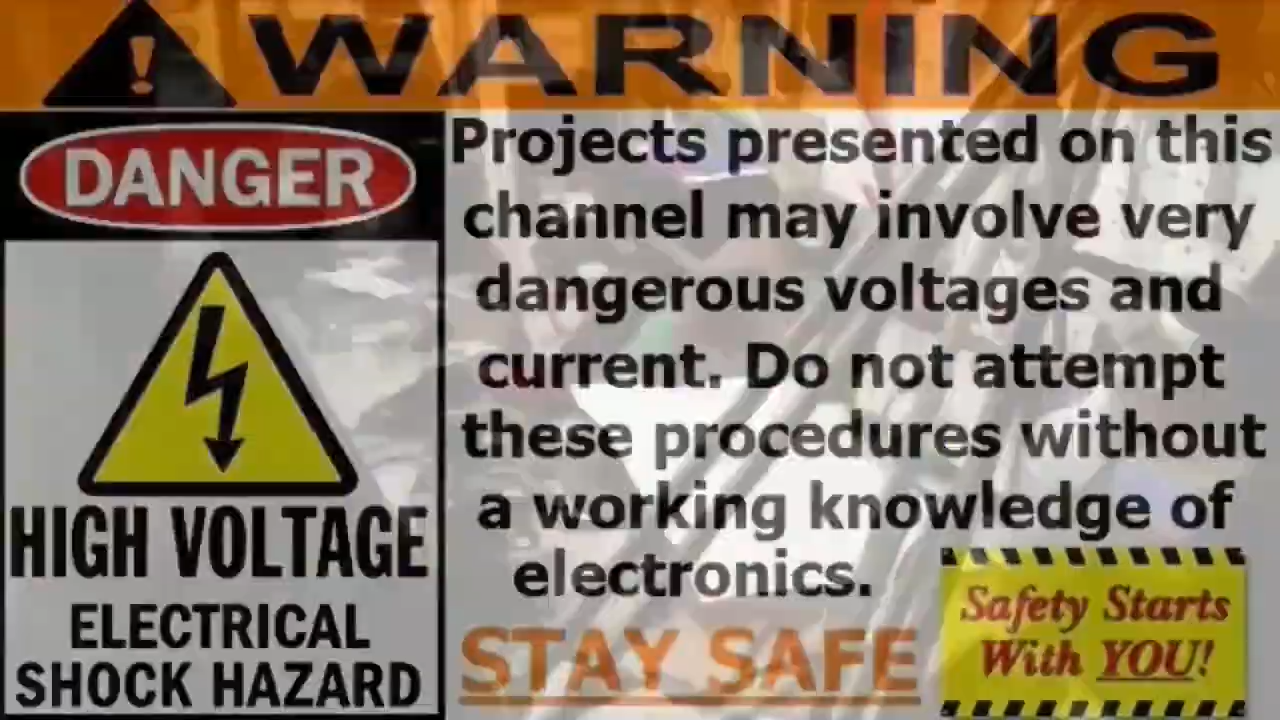 WARNING
DANGER
HIGH VOLTAGE
ELECTRICAL
SHOCK HAZARD
Projects presented on this
channel may involve very
dangerous voltages and
current. Do not attempt
these procedures without
a working knowledge of
electronics.
STAY SAFE
Safety Starts
With YOU!